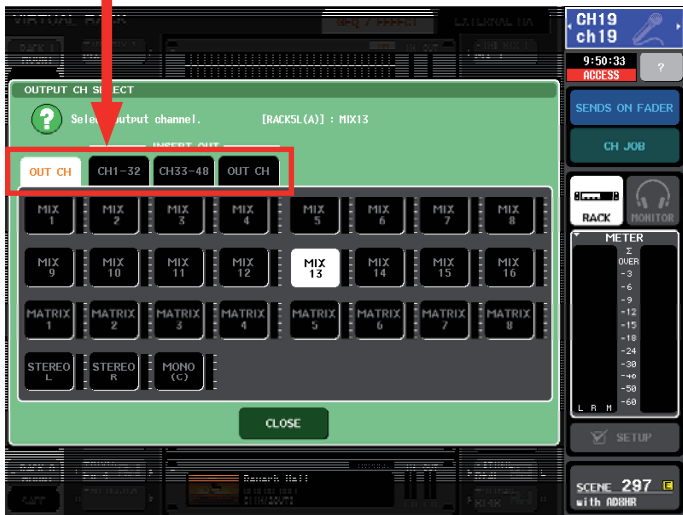 VIRTUAL RACK
EXTERNAL HA
CH19
ch19
9:50:33
ACCESS
?
OUTPUT CH SELECT
Select output channel.
[RACK5L(A)] : MIX13
INSERT OUT
OUT CH
CH1-32
CH33-48
OUT CH
MIX 1
MIX 2
MIX 3
MIX 4
MIX 5
MIX 6
MIX 7
MIX 8
MIX 9
MIX 10
MIX 11
MIX 12
MIX 13
MIX 14
MIX 15
MIX 16
MATRIX 1
MATRIX 2
MATRIX 3
MATRIX 4
MATRIX 5
MATRIX 6
MATRIX 7
MATRIX 8
STEREO L
STEREO R
MONO (C)
CLOSE
SENDS ON FADER
CH JOB
RACK
MONITOR
METER
Σ
OVER
-3
-6
-9
-12
-15
-18
-24
-30
-40
-50
-60
L R M
SETUP
SCENE 297 E
with AD8HR